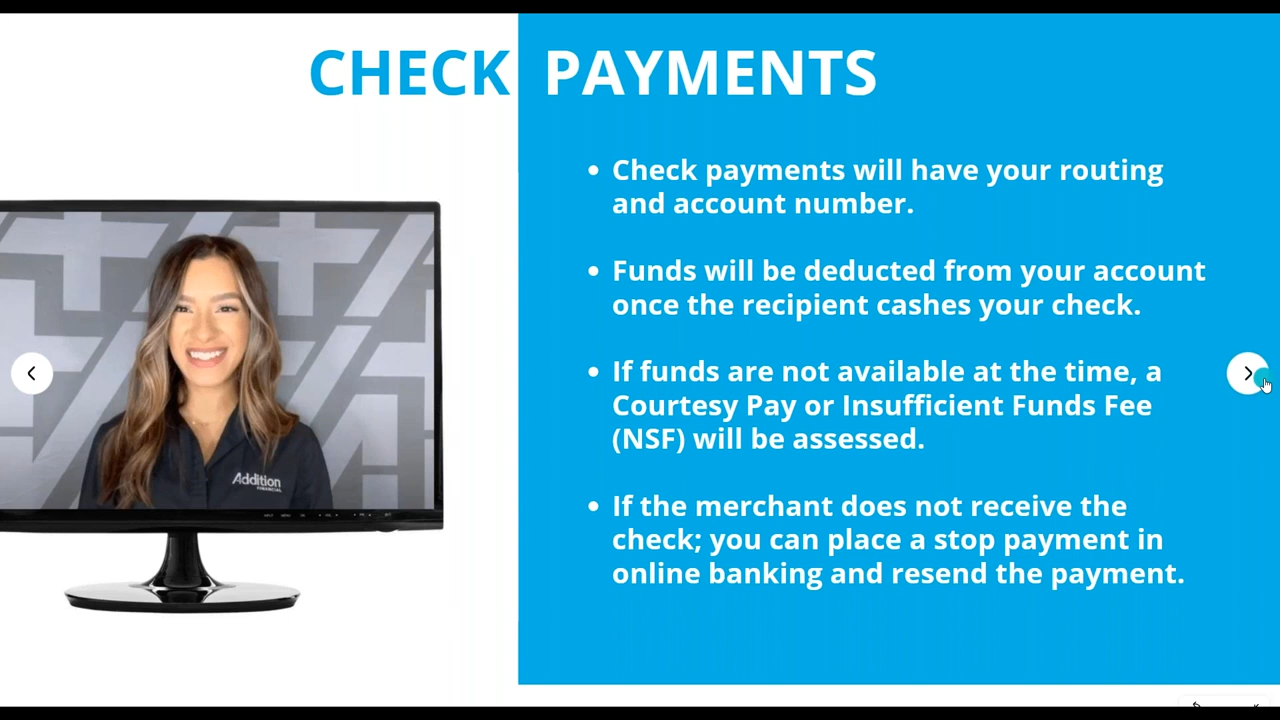 CHECK PAYMENTS
• Check payments will have your routing
and account number.
• Funds will be deducted from your account
once the recipient cashes your check.
• If funds are not available at the time, a
Courtesy Pay or Insufficient Funds Fee
(NSF) will be assessed.
• If the merchant does not receive the
check; you can place a stop payment in
online banking and resend the payment.
Addition
FINANCIAL